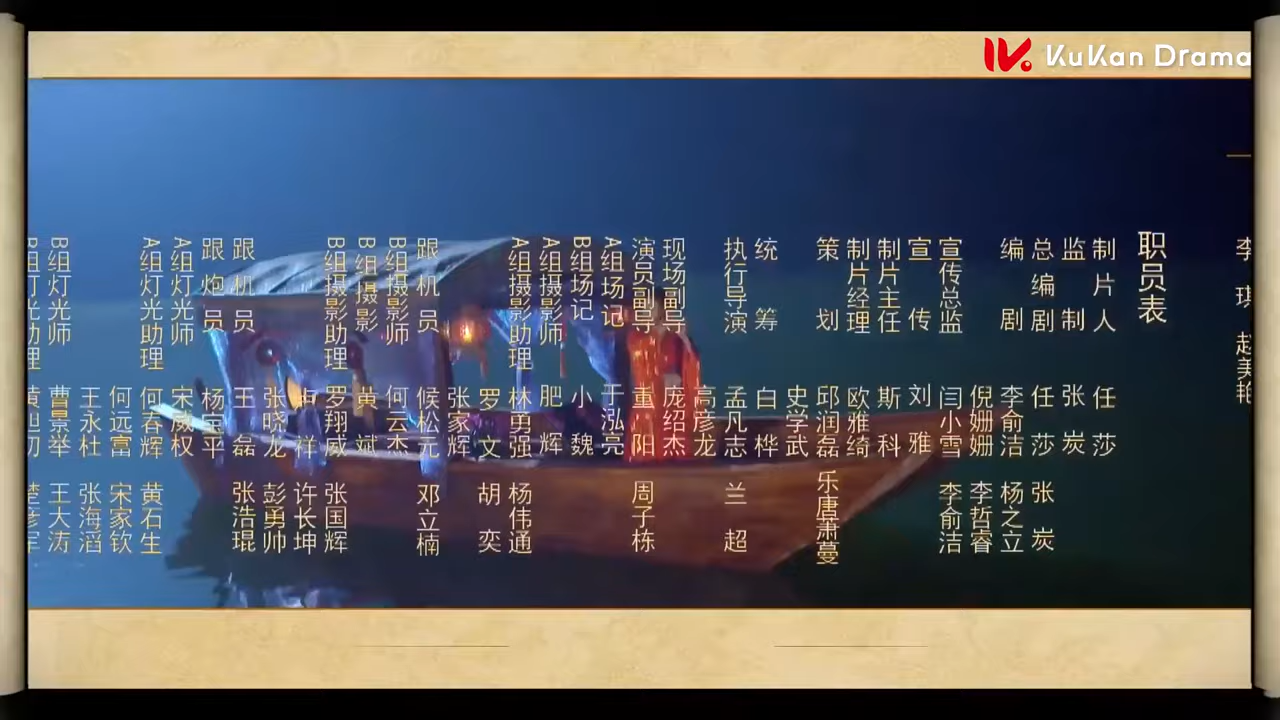 KuKan Drama
李琪 赵美艳
职员表
制片人 任莎
监制 张炭
总编剧 任莎 张炭
编剧 李俞洁 杨之立
倪姗姗 李哲睿
宣传总监 闫小雪 李俞洁
宣传 刘雅
制片主任 斯科
制片经理 欧雅绮
策划 邱润磊 乐唐萧蔓
史学武
统筹 白桦
执行导演 孟凡志 兰超
高彦龙
现场副导 庞绍杰
演员副导 周子栋
A组场记 于泓亮
B组场记 小魏
A组摄影师 肥辉
A组摄影助理 林勇强 杨伟通
罗文 胡奕
张家辉
跟机员 候松元 邓立楠
B组摄影师 何云杰
B组摄影 黄斌
B组摄影助理 罗翔威 张国辉
许长坤
张晓龙 彭勇帅
跟机员 王磊 张浩琨
跟炮员 杨宝平
A组灯光师 宋威权
A组灯光助理 何春辉 黄石生
何远富 宋家钦
王永杜 张海滔
B组灯光师 曹景举 王大涛